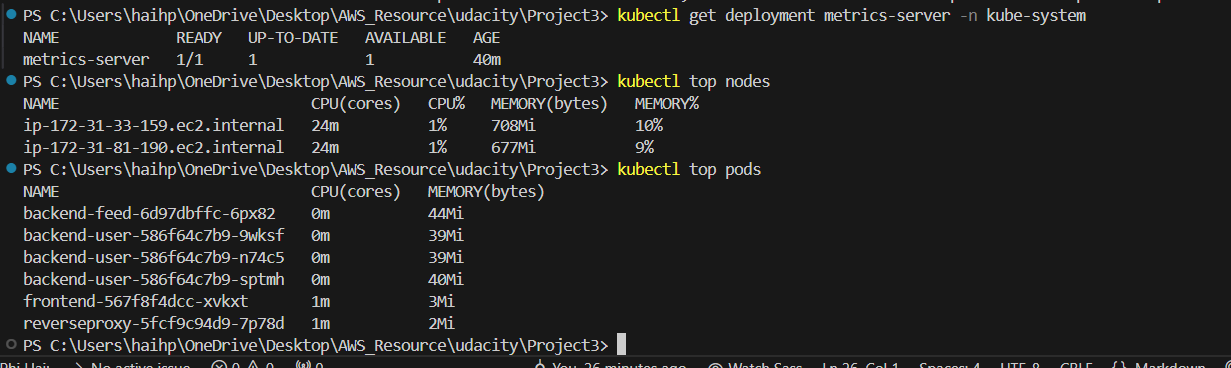 PS C:\Users\haihp\OneDrive\Desktop\AWS_Resource\udacity\Project3> kubectl get deployment metrics-server -n kube-system
NAME READY UP-TO-DATE AVAILABLE AGE
metrics-server 1/1 1 1 40m
PS C:\Users\haihp\OneDrive\Desktop\AWS_Resource\udacity\Project3> kubectl top nodes
NAME CPU(cores) CPU% MEMORY(bytes) MEMORY%
ip-172-31-33-159.ec2.internal 24m 1% 708Mi 10%
ip-172-31-81-190.ec2.internal 24m 1% 677Mi 9%
PS C:\Users\haihp\OneDrive\Desktop\AWS_Resource\udacity\Project3> kubectl top pods
NAME CPU(cores) MEMORY(bytes)
backend-feed-6d97dbffc-6px82 0m 44Mi
backend-user-586f64c7b9-9wksf 0m 39Mi
backend-user-586f64c7b9-n74c5 0m 39Mi
backend-user-586f64c7b9-sptmh 0m 40Mi
frontend-567f8f4dcc-xvkxt 1m 3Mi
reverseproxy-5fcf9c94d9-7p78d 1m 2Mi
PS C:\Users\haihp\OneDrive\Desktop\AWS_Resource\udacity\Project3>
No active issue 0 0 0 You, 26 minutes ago Watch Sass Ln 26, Col 1 Spaces: 4 UTF-8 CRLF {} Markdown